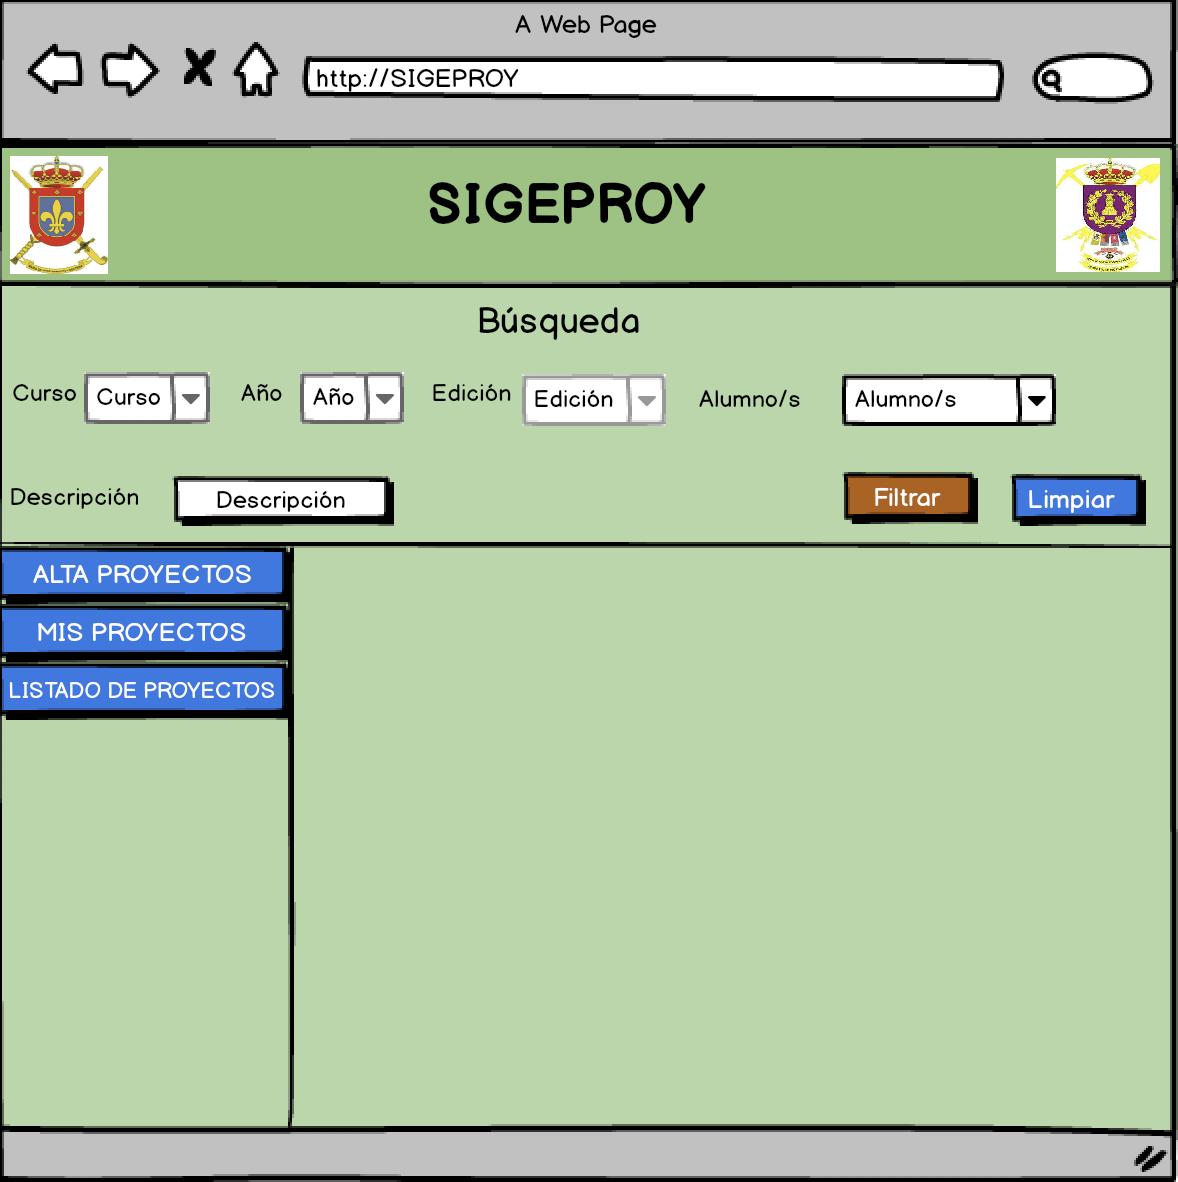 A Web Page
http://SIGEPROY
SIGEPROY
Búsqueda
Curso Curso Año Año Edición Edición Alumno/s Alumno/s
Descripción Descripción Filtrar Limpiar
ALTA PROYECTOS
MIS PROYECTOS
LISTADO DE PROYECTOS